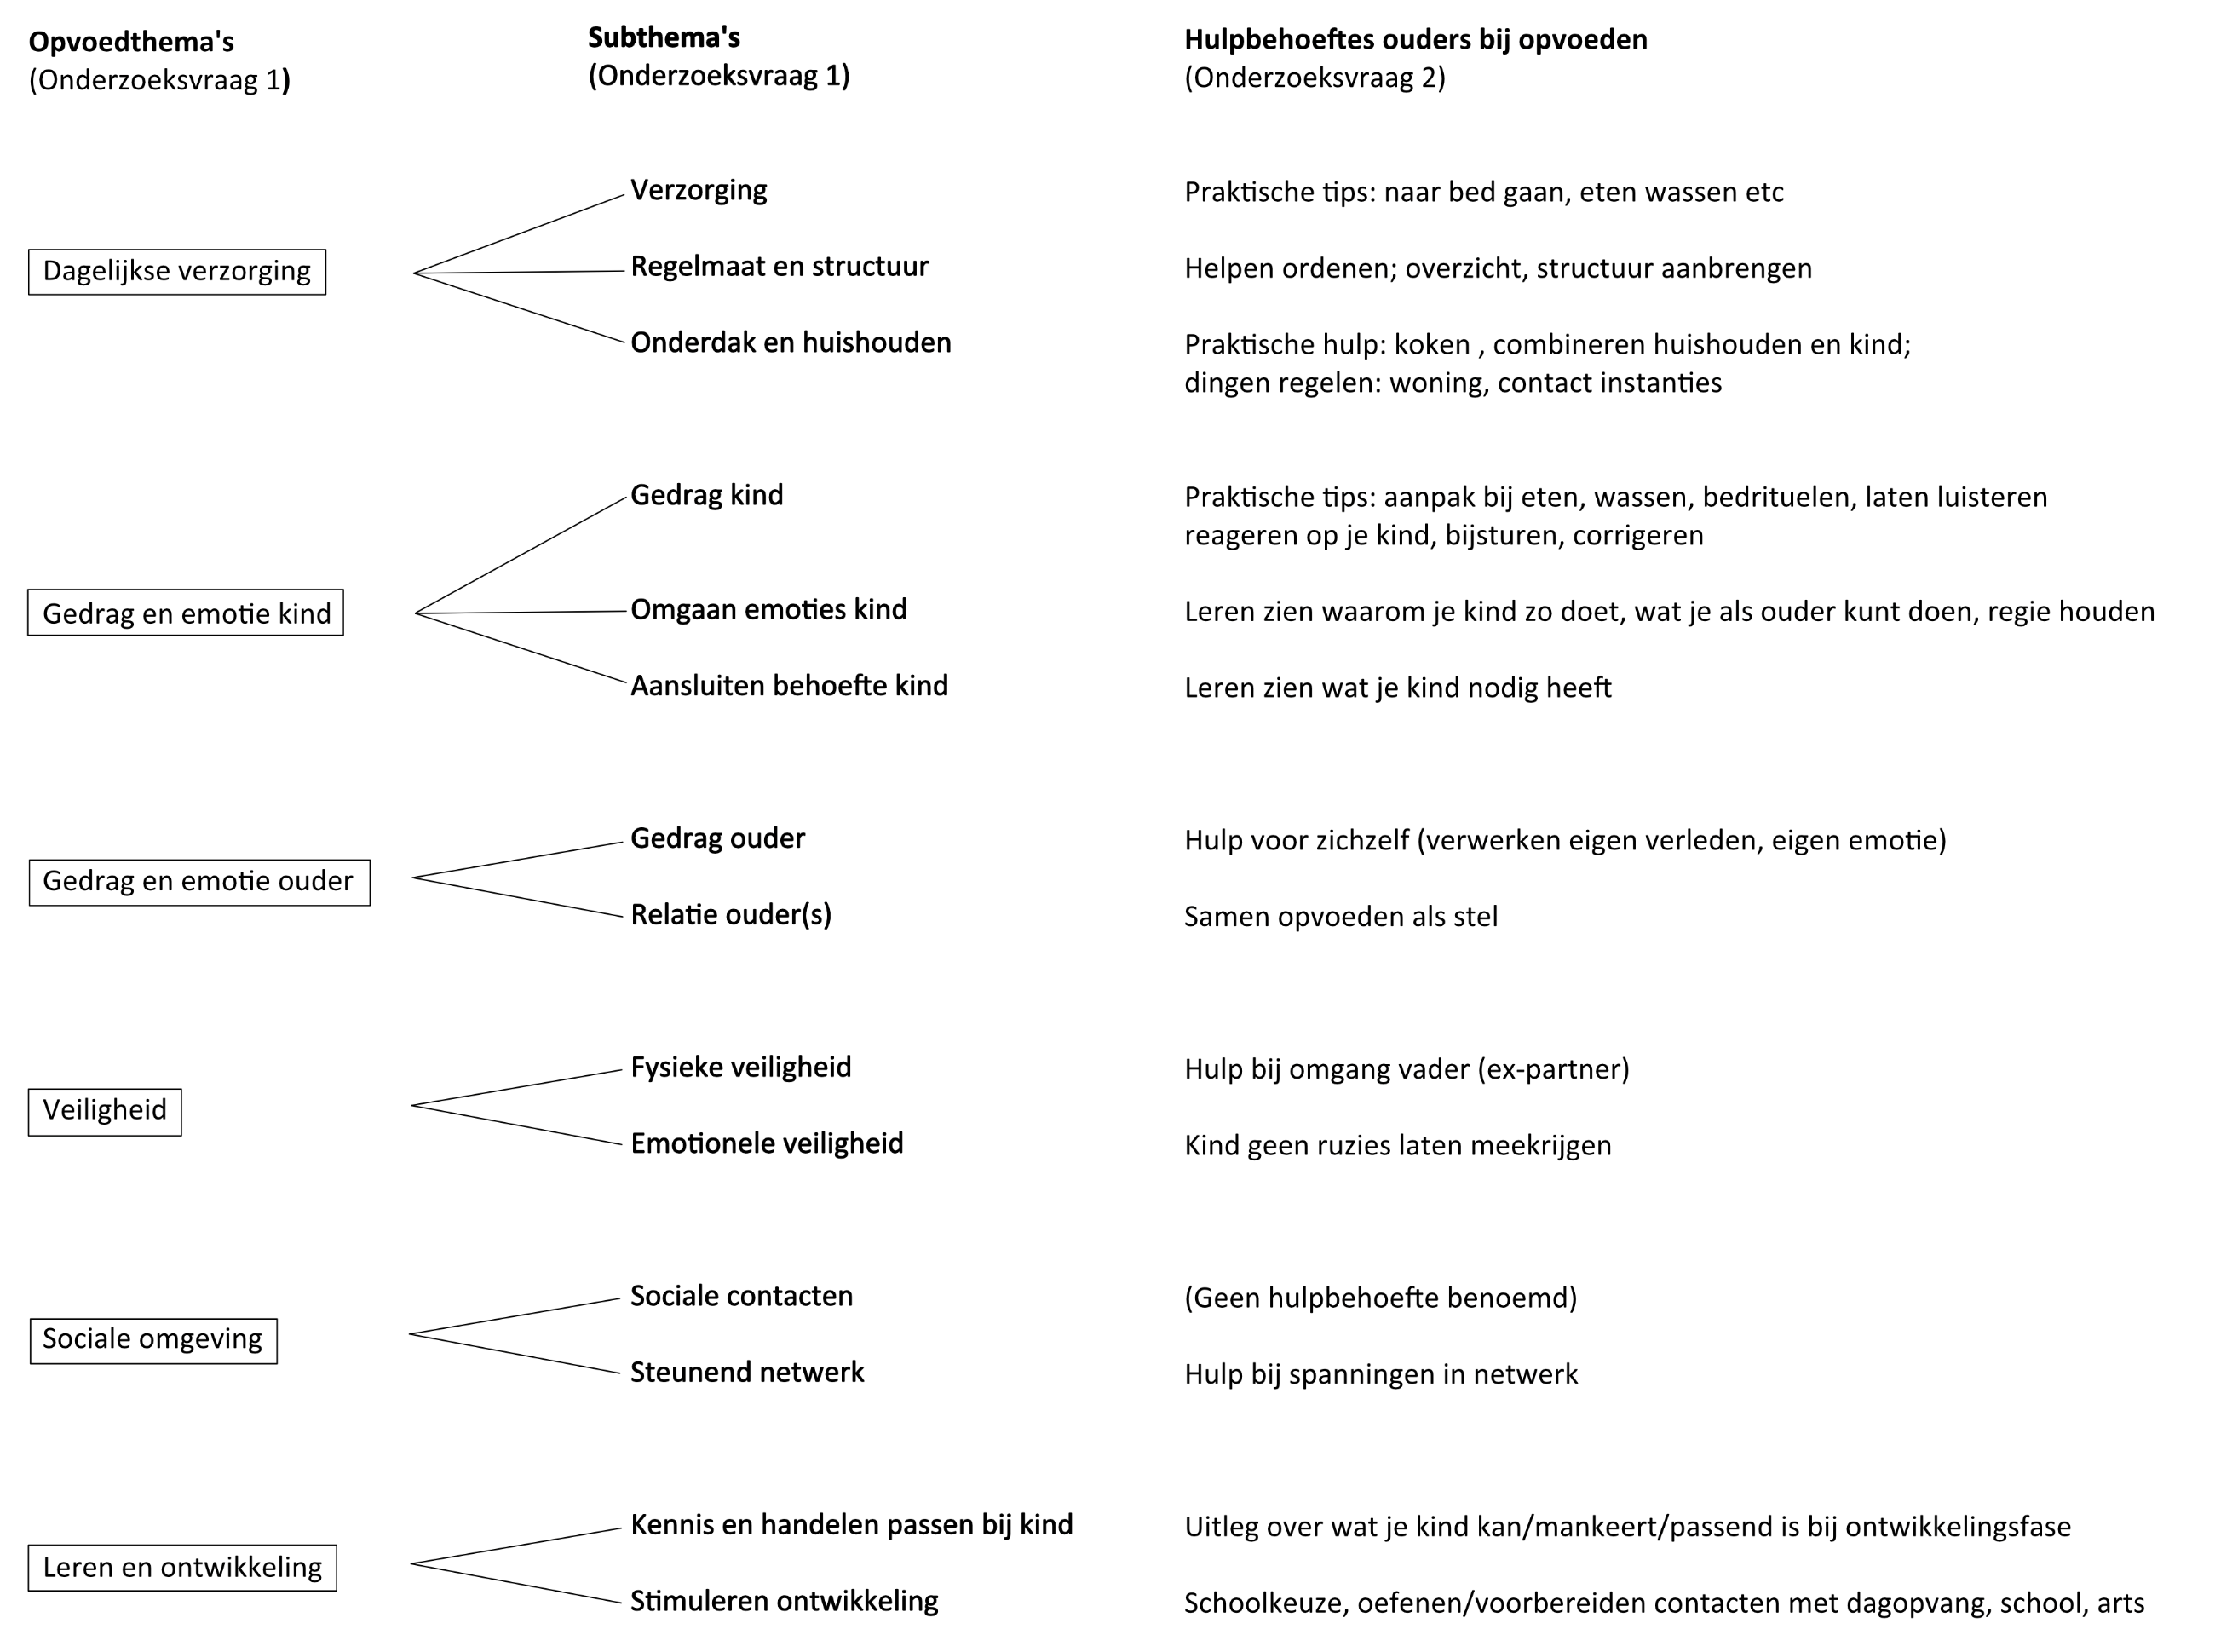 Opvoedthema's
(Onderzoeksvraag 1)
Subthema's
(Onderzoeksvraag 1)
Hulpbehoeftes ouders bij opvoeden
(Onderzoeksvraag 2)
Dagelijkse verzorging
Verzorging
Praktische tips: naar bed gaan, eten wassen etc
Regelmaat en structuur
Helpen ordenen; overzicht, structuur aanbrengen
Onderdak en huishouden
Praktische hulp: koken , combineren huishouden en kind;
dingen regelen: woning, contact instanties
Gedrag en emotie kind
Gedrag kind
Praktische tips: aanpak bij eten, wassen, bedrituelen, laten luisteren
reageren op je kind, bijsturen, corrigeren
Omgaan emoties kind
Leren zien waarom je kind zo doet, wat je als ouder kunt doen, regie houden
Aansluiten behoefte kind
Leren zien wat je kind nodig heeft
Gedrag en emotie ouder
Gedrag ouder
Hulp voor zichzelf (verwerken eigen verleden, eigen emotie)
Relatie ouder(s)
Samen opvoeden als stel
Veiligheid
Fysieke veiligheid
Hulp bij omgang vader (ex-partner)
Emotionele veiligheid
Kind geen ruzies laten meekrijgen
Sociale omgeving
Sociale contacten
(Geen hulpbehoefte benoemd)
Steunend netwerk
Hulp bij spanningen in netwerk
Leren en ontwikkeling
Kennis en handelen passen bij kind
Uitleg over wat je kind kan/mankeert/passend is bij ontwikkelingsfase
Stimuleren ontwikkeling
Schoolkeuze, oefenen/voorbereiden contacten met dagopvang, school, arts